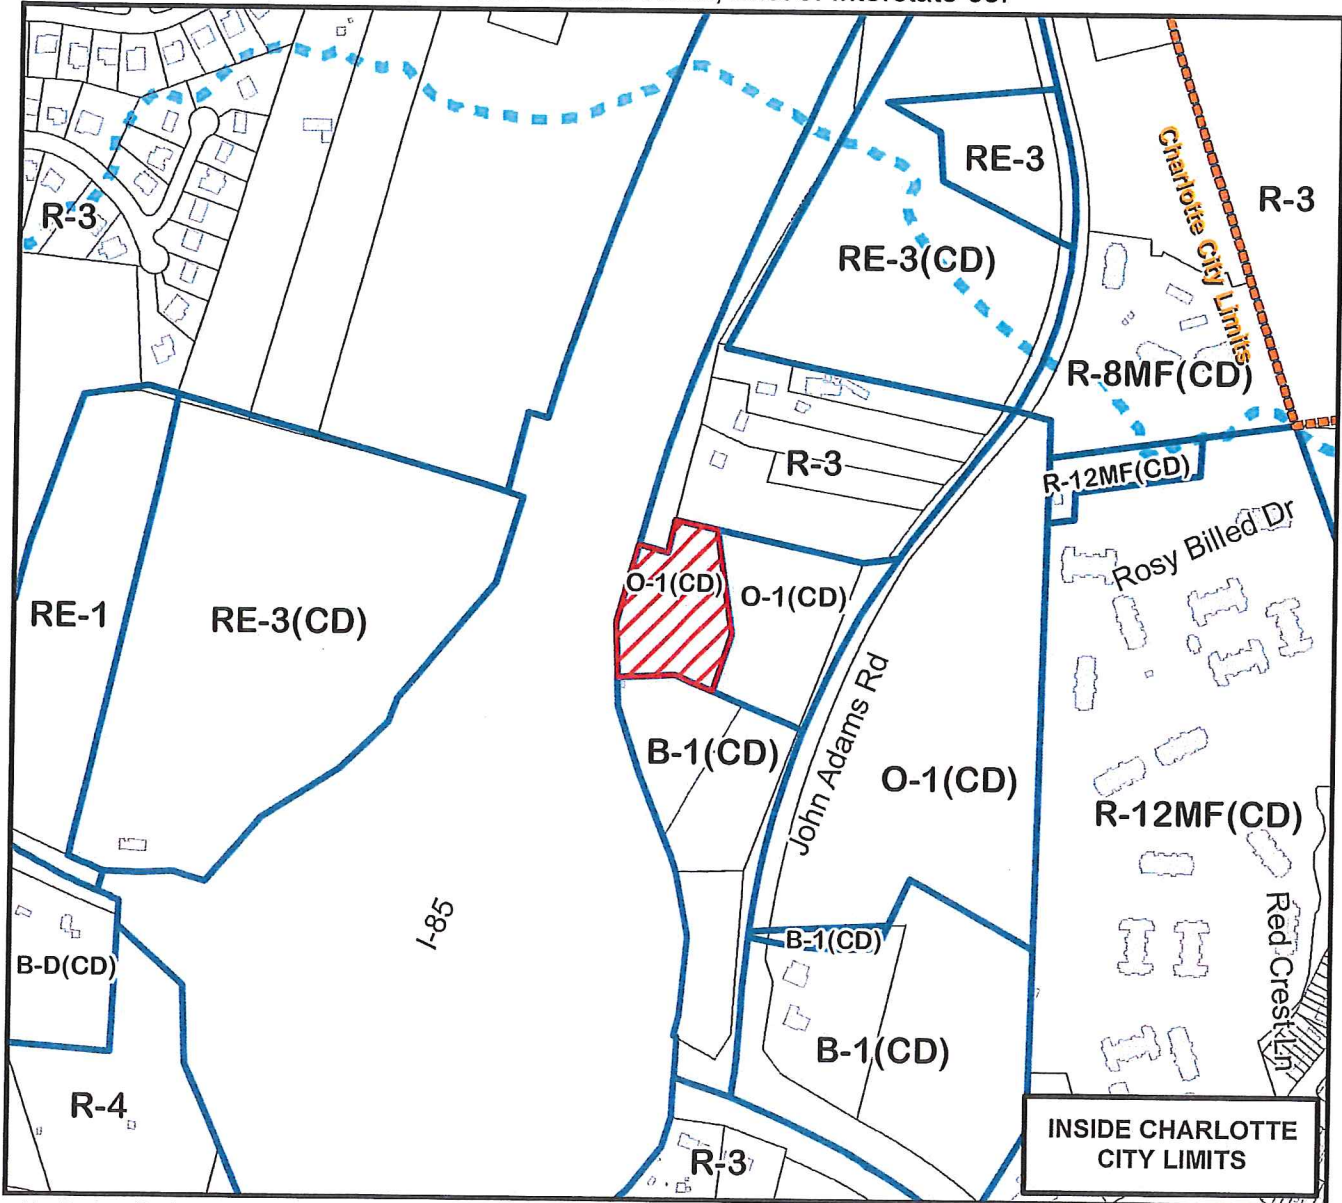 RE-3
R-3
R-3
Charlotte City Limits
RE-3(CD)
R-8MF(CD)
R-3
R-12MF(CD)
Rosy Billed Dr
O-1(CD)
O-1(CD)
RE-1
RE-3(CD)
John Adams Rd
B-1(CD)
O-1(CD)
R-12MF(CD)
I-85
Red Crest Ln
B-1(CD)
B-D(CD)
B-1(CD)
R-4
R-3
INSIDE CHARLOTTE
CITY LIMITS